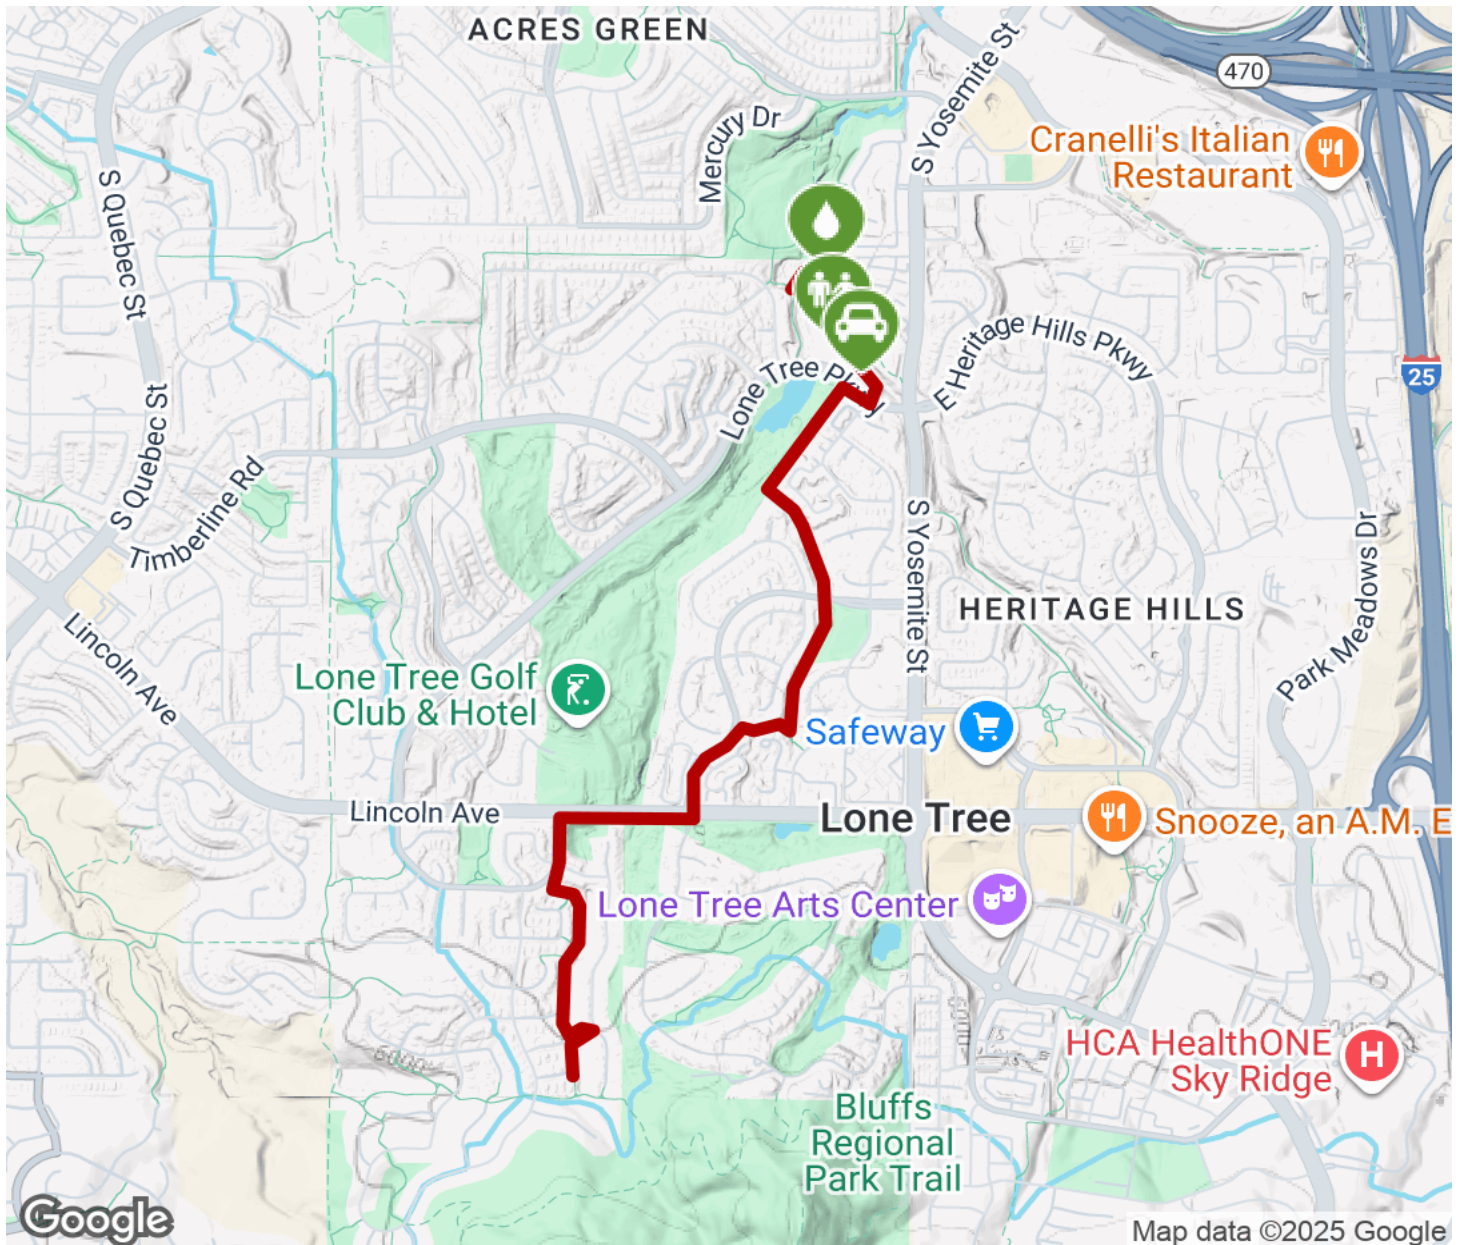 ACRES GREEN
470
S Yosemite St
Mercury Dr
Cranelli's Italian
Restaurant
S Quebec St
E Heritage Hills Pkwy
Lone Tree Pkwy
25
S Quebec St
Timberline Rd
S Yosemite St
Park Meadows Dr
HERITAGE HILLS
Lincoln Ave
Lone Tree Golf
Club & Hotel
Safeway
Lincoln Ave
Lone Tree
Snooze, an A.M. E
Lone Tree Arts Center
HCA HealthONE
Sky Ridge
H
Bluffs
Regional
Park Trail
Google
Map data ©2025 Google